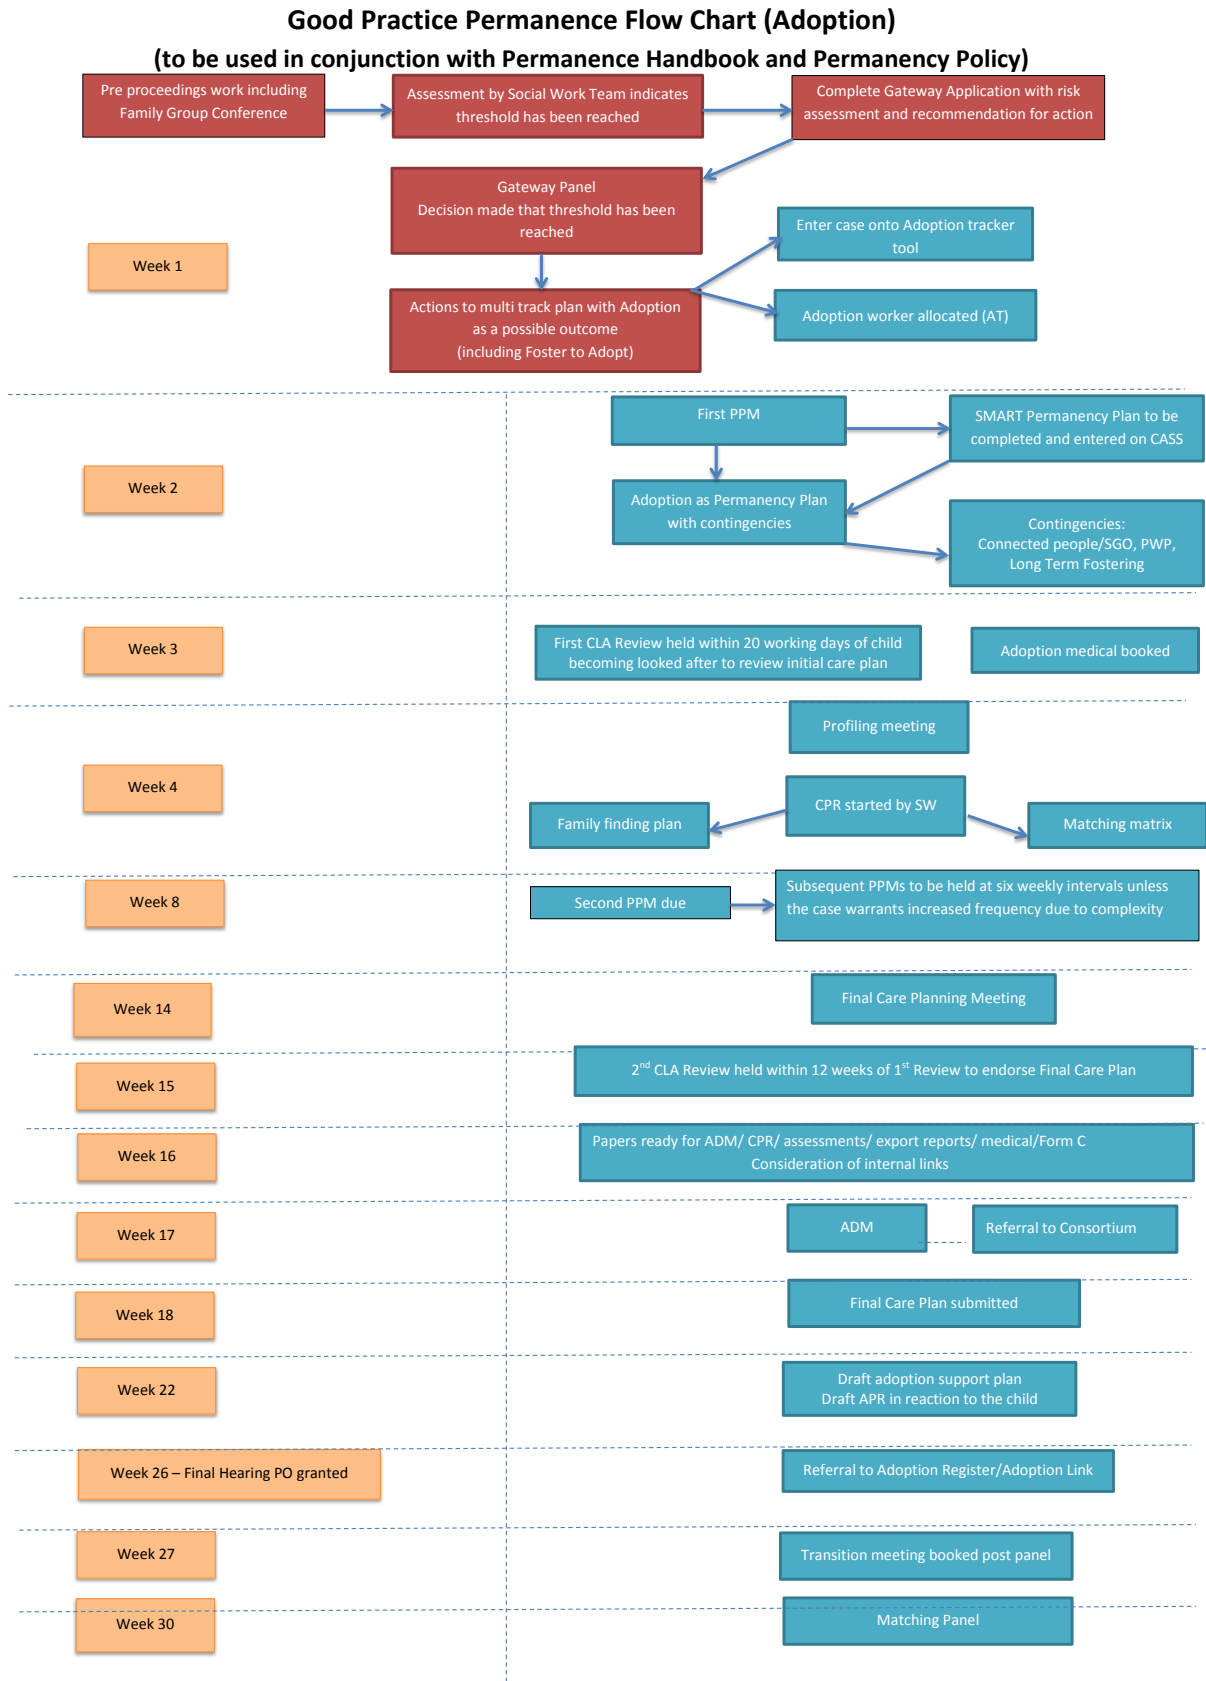 Good Practice Permanence Flow Chart (Adoption)
(to be used in conjunction with Permanence Handbook and Permanency Policy)
Pre proceedings work including
Family Group Conference
Assessment by Social Work Team indicates
threshold has been reached
Complete Gateway Application with risk
assessment and recommendation for action
Gateway Panel
Decision made that threshold has been
reached
Week 1
Enter case onto Adoption tracker
tool
Actions to multi track plan with Adoption
as a possible outcome
(including Foster to Adopt)
Adoption worker allocated (AT)
Week 2
First PPM
SMART Permanency Plan to be
completed and entered on CASS
Adoption as Permanency Plan
with contingencies
Contingencies:
Connected people/SGO, PWP,
Long Term Fostering
Week 3
First CLA Review held within 20 working days of child
becoming looked after to review initial care plan
Adoption medical booked
Week 4
Profiling meeting
CPR started by SW
Family finding plan
Matching matrix
Week 8
Second PPM due
Subsequent PPMs to be held at six weekly intervals unless
the case warrants increased frequency due to complexity
Week 14
Final Care Planning Meeting
Week 15
2nd CLA Review held within 12 weeks of 1st Review to endorse Final Care Plan
Week 16
Papers ready for ADM/ CPR/ assessments/ export reports/ medical/Form C
Consideration of internal links
Week 17
ADM
Referral to Consortium
Week 18
Final Care Plan submitted
Week 22
Draft adoption support plan
Draft APR in reaction to the child
Week 26 – Final Hearing PO granted
Referral to Adoption Register/Adoption Link
Week 27
Transition meeting booked post panel
Week 30
Matching Panel